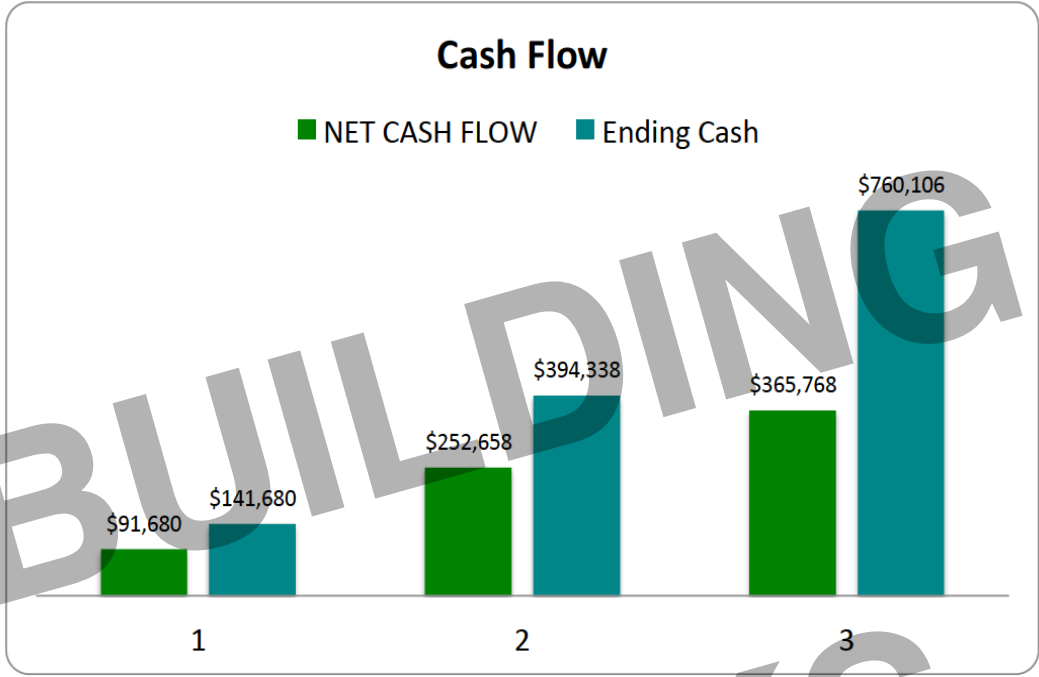 Cash Flow
NET CASH FLOW Ending Cash
$760,106
$394,338
$365,768
$252,658
$141,680
$91,680
1 2 3
BUILDING